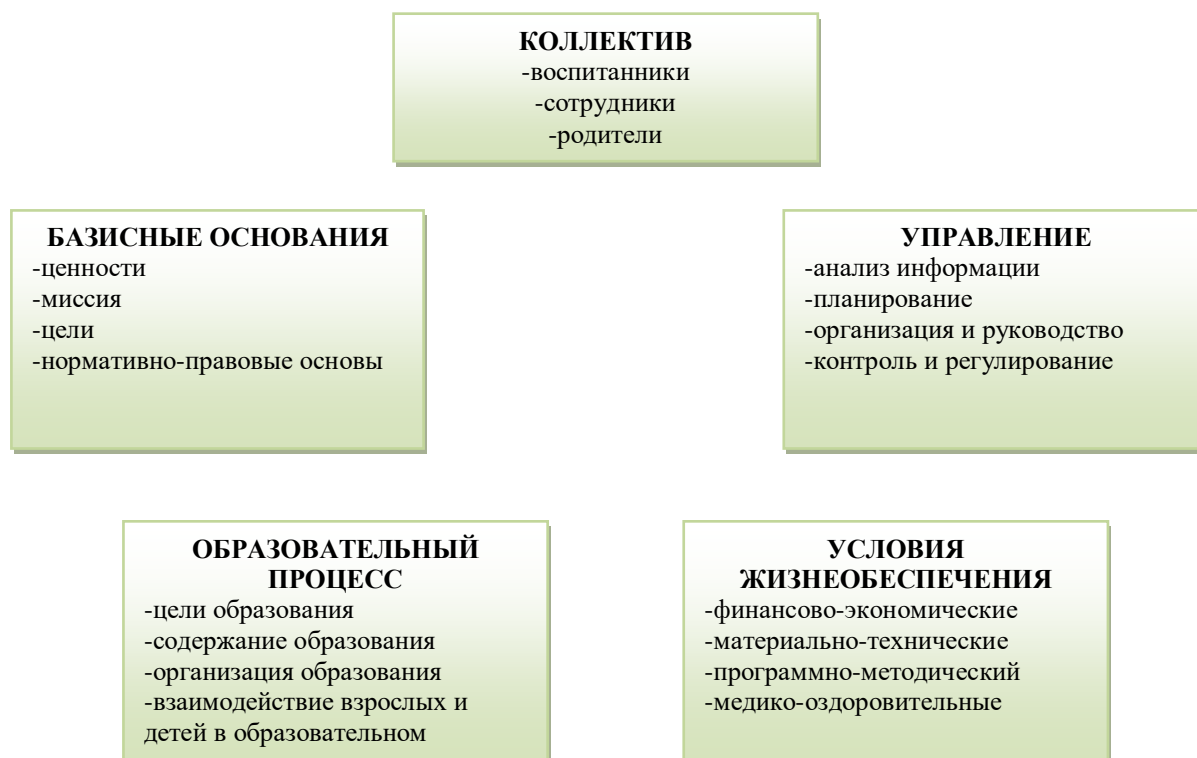 КОЛЛЕКТИВ
-воспитанники
-сотрудники
-родители
БАЗИСНЫЕ ОСНОВАНИЯ
-ценности
-миссия
-цели
-нормативно-правовые основы
УПРАВЛЕНИЕ
-анализ информации
-планирование
-организация и руководство
-контроль и регулирование
ОБРАЗОВАТЕЛЬНЫЙ
ПРОЦЕСС
-цели образования
-содержание образования
-организация образования
-взаимодействие взрослых и
детей в образовательном
УСЛОВИЯ
ЖИЗНЕОБЕСПЕЧЕНИЯ
-финансово-экономические
-материально-технические
-программно-методический
-медико-оздоровительные